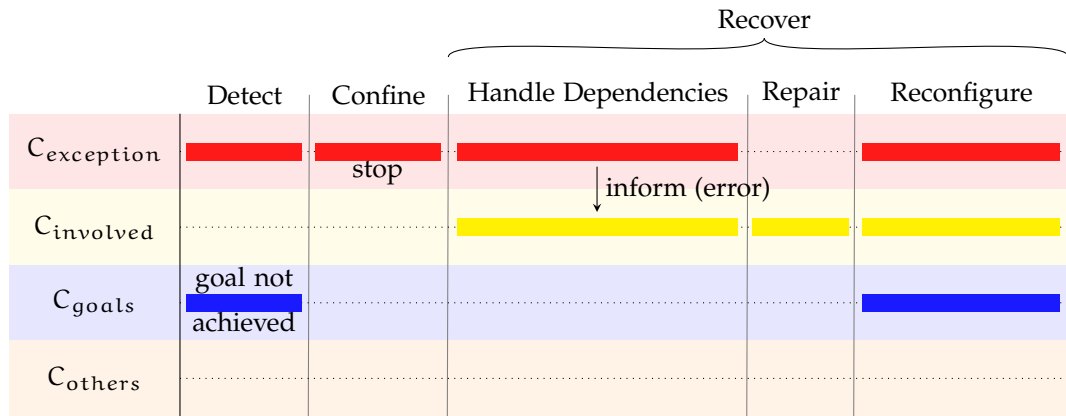 Recover
Detect Confine Handle Dependencies Repair Reconfigure
C_exception
stop
inform (error)
C_involved
goal not
C_goals
achieved
C_others